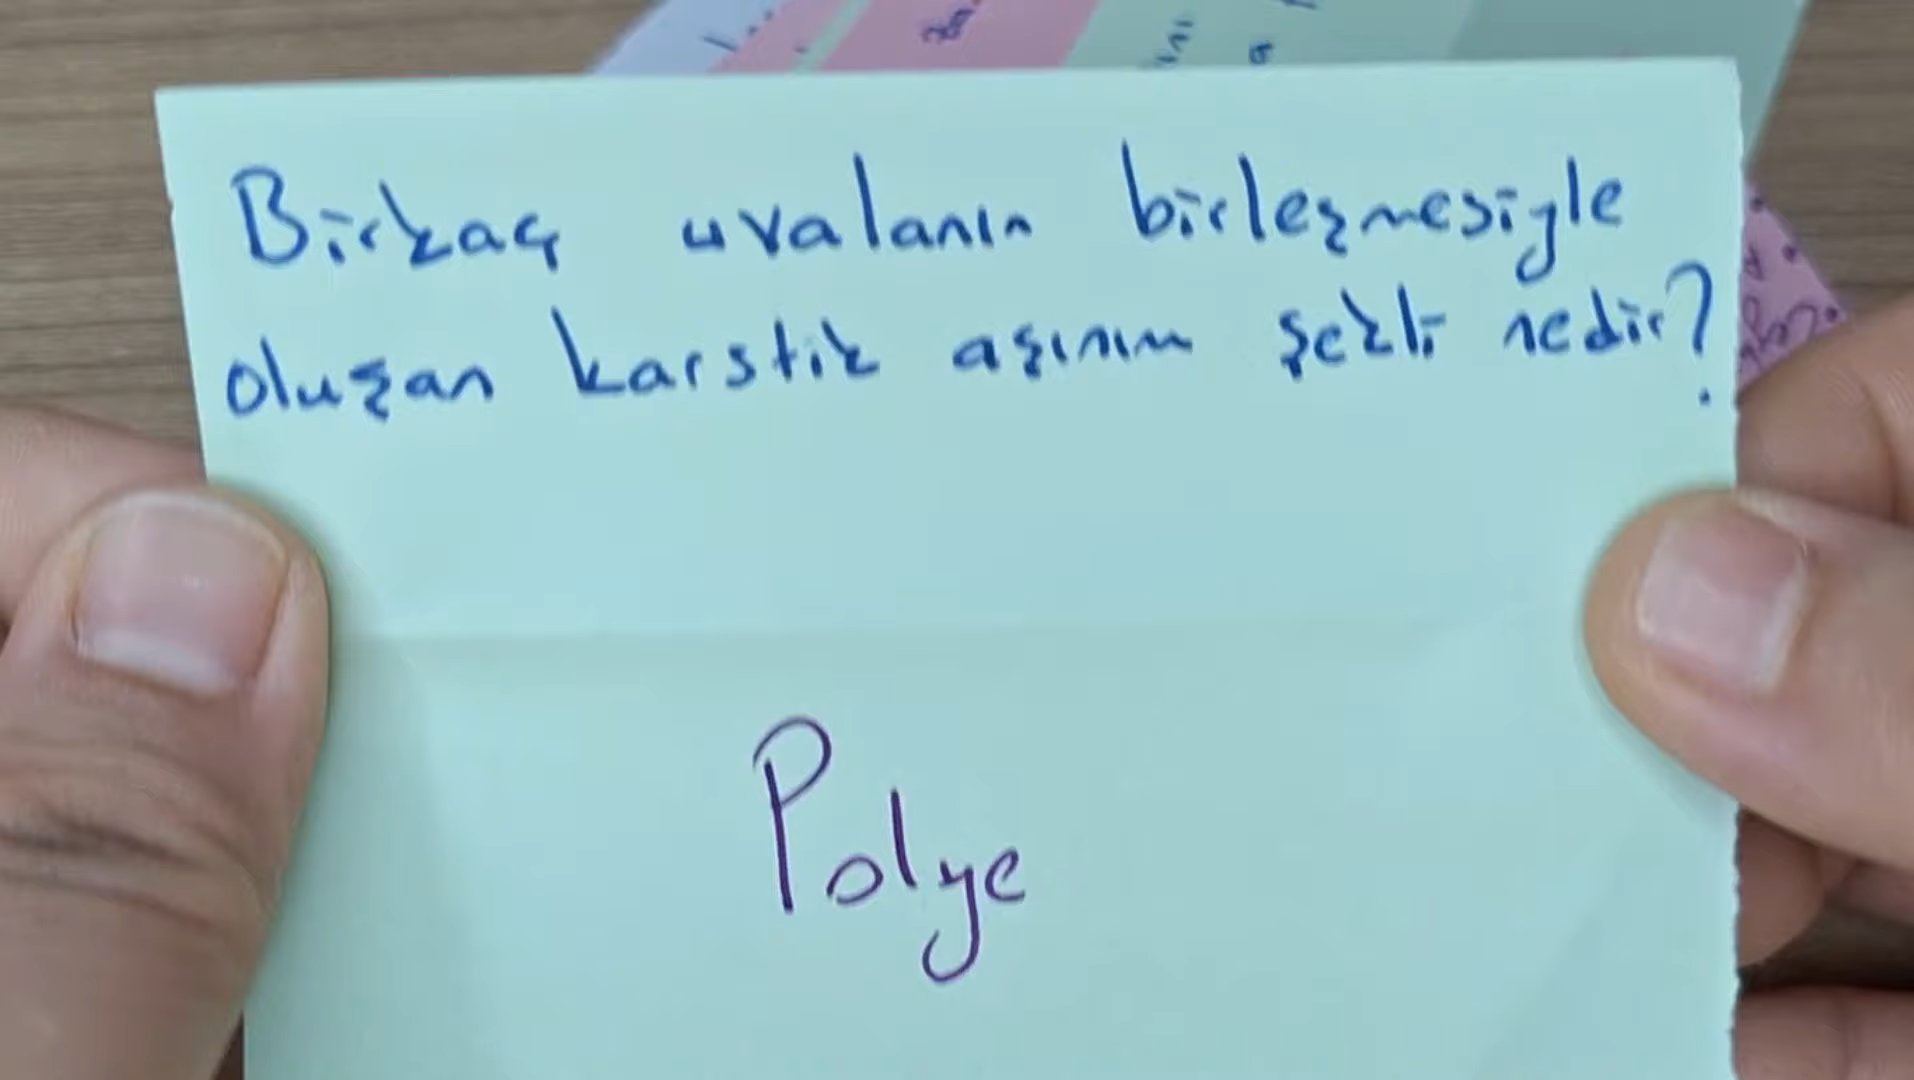 Birkaç uvalanın birleşmesiyle
oluşan karstik aşınım şekli nedir?
Polye